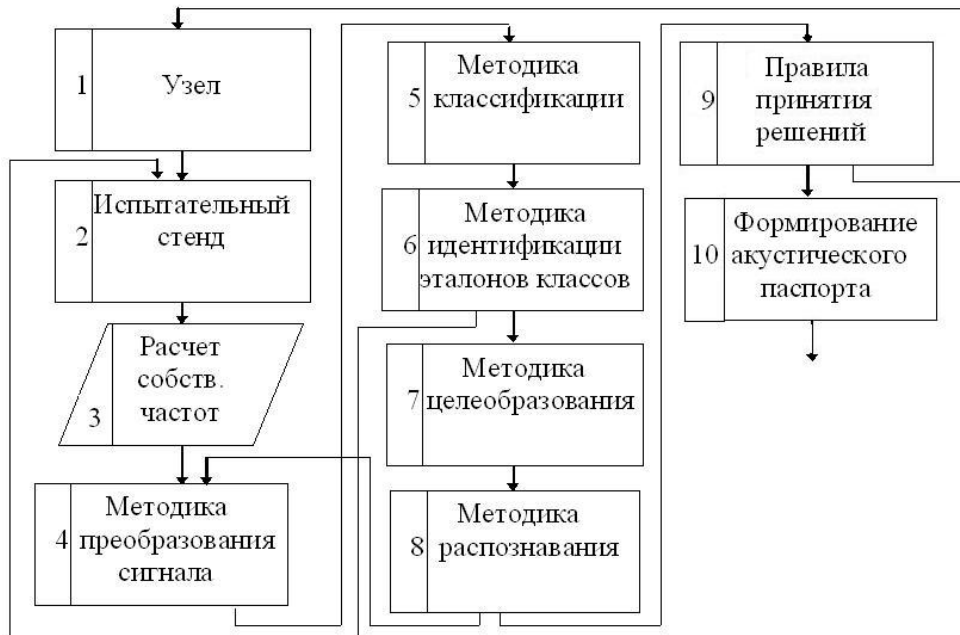 1
Узел
2
Испытательный
стенд
3
Расчет
собств.
частот
4
Методика
преобразования
сигнала
5
Методика
классификации
6
Методика
идентификации
эталонов классов
7
Методика
целеобразования
8
Методика
распознавания
9
Правила
принятия
решений
10
Формирование
акустического
паспорта